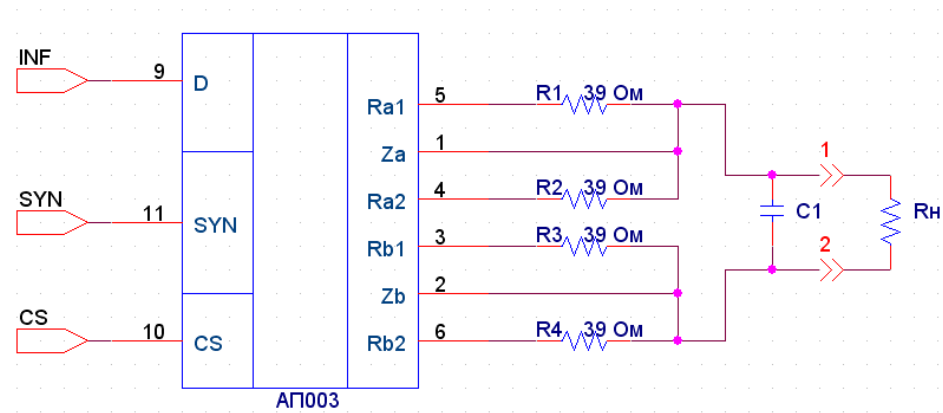 INF
9
D
SYN
11
SYN
CS
10
CS
Ra1
5
R1
39 Ом
Za
1
Ra2
4
R2
39 Ом
Rb1
3
R3
39 Ом
Zb
2
Rb2
6
R4
39 Ом
1
C1
Rн
2
АП003